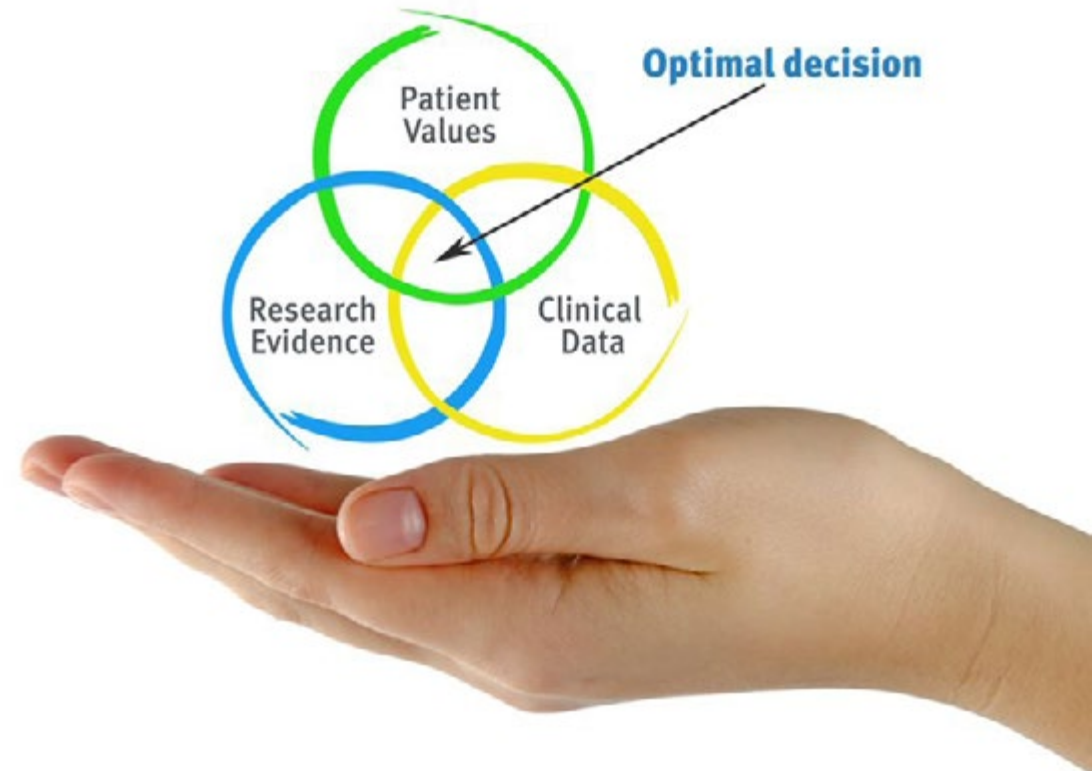 Optimal decision
Patient
Values
Research
Evidence
Clinical
Data